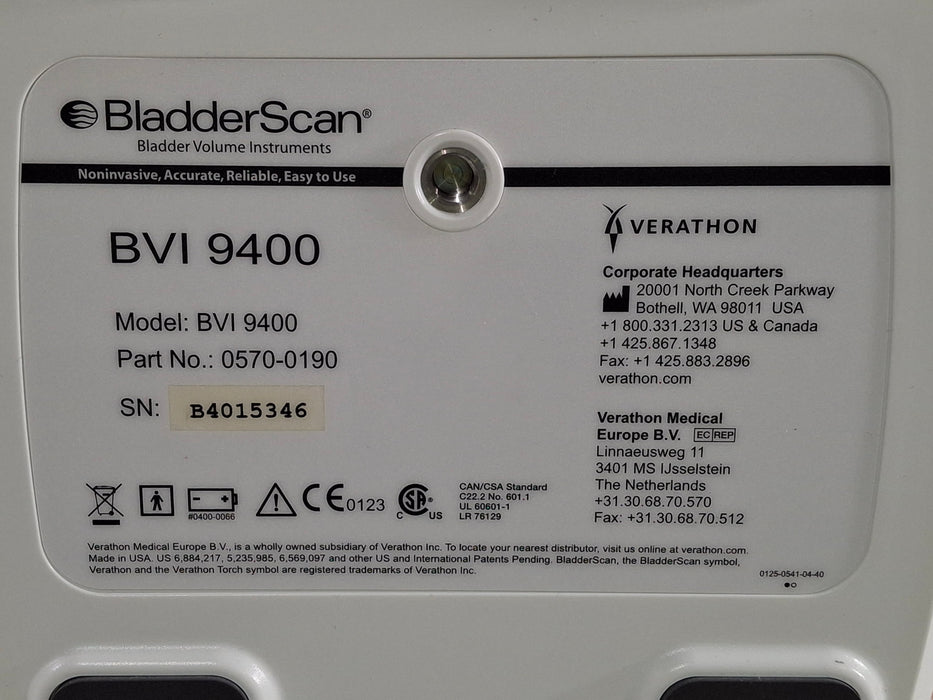 BladderScan®
Bladder Volume Instruments
Noninvasive, Accurate, Reliable, Easy to Use
BVI 9400
Model: BVI 9400
Part No.: 0570-0190
SN: B4015346
VERATHON
Corporate Headquarters
20001 North Creek Parkway
Bothell, WA 98011 USA
+1 800.331.2313 US & Canada
+1 425.867.1348
Fax: +1 425.883.2896
verathon.com
Verathon Medical
Europe B.V. EC REP
Linnaeusweg 11
3401 MS IJsselstein
The Netherlands
+31.30.68.70.570
Fax: +31.30.68.70.512
#0400-0066
CE 0123
C SA® US
CAN/CSA Standard
C22.2 No. 601.1
UL 60601-1
LR 76129
Verathon Medical Europe B.V., is a wholly owned subsidiary of Verathon Inc. To locate your nearest distributor, visit us online at verathon.com.
Made in USA. US 6,884,217, 5,235,985, 6,569,097 and other US and International Patents Pending. BladderScan, the BladderScan symbol,
Verathon and the Verathon Torch symbol are registered trademarks of Verathon Inc.
0125-0541-04-40